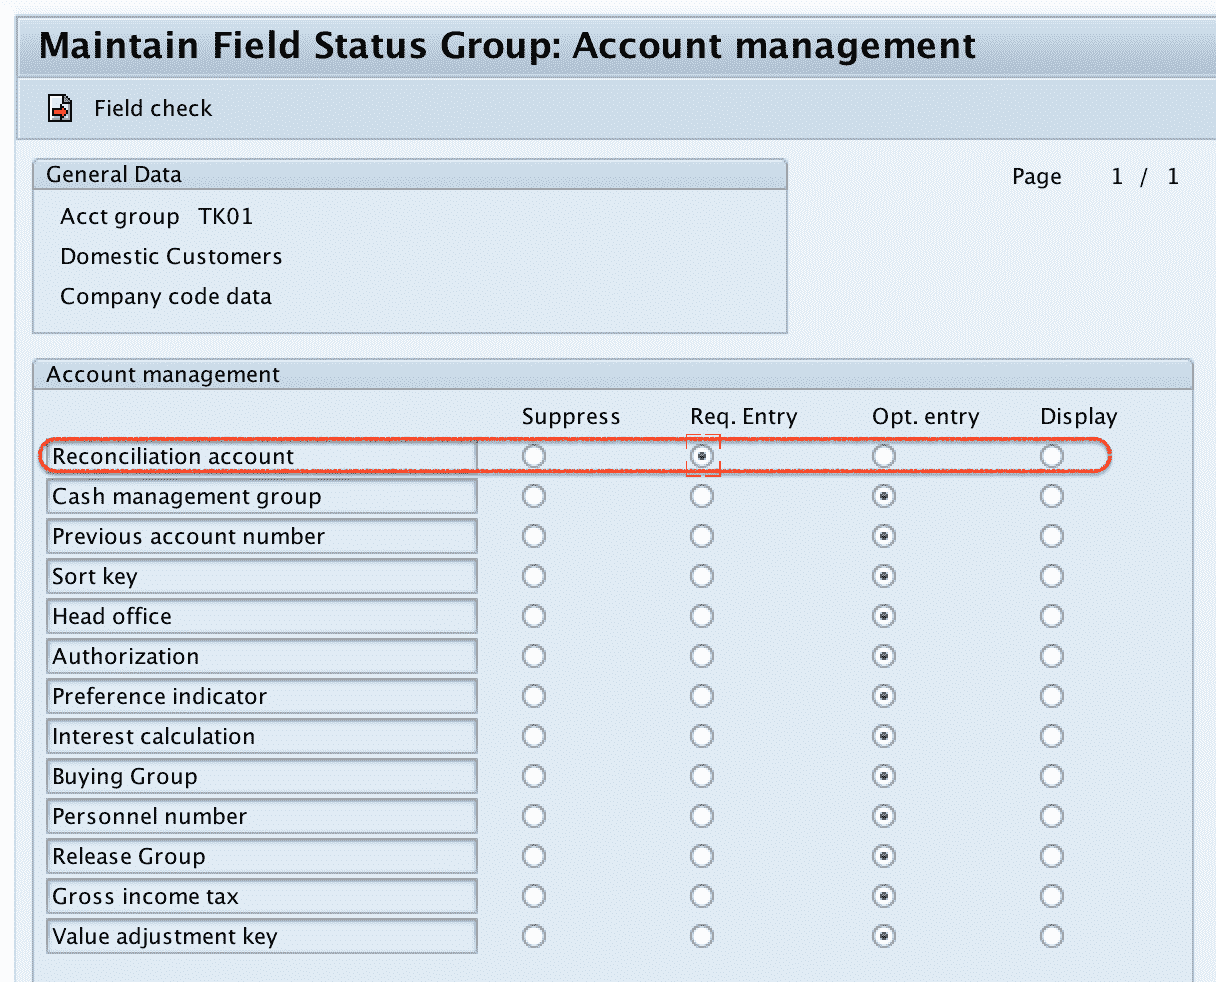 Maintain Field Status Group: Account management
Field check
General Data
Page 1 / 1
Acct group TK01
Domestic Customers
Company code data
Account management
Suppress Req. Entry Opt. entry Display
Reconciliation account
Cash management group
Previous account number
Sort key
Head office
Authorization
Preference indicator
Interest calculation
Buying Group
Personnel number
Release Group
Gross income tax
Value adjustment key